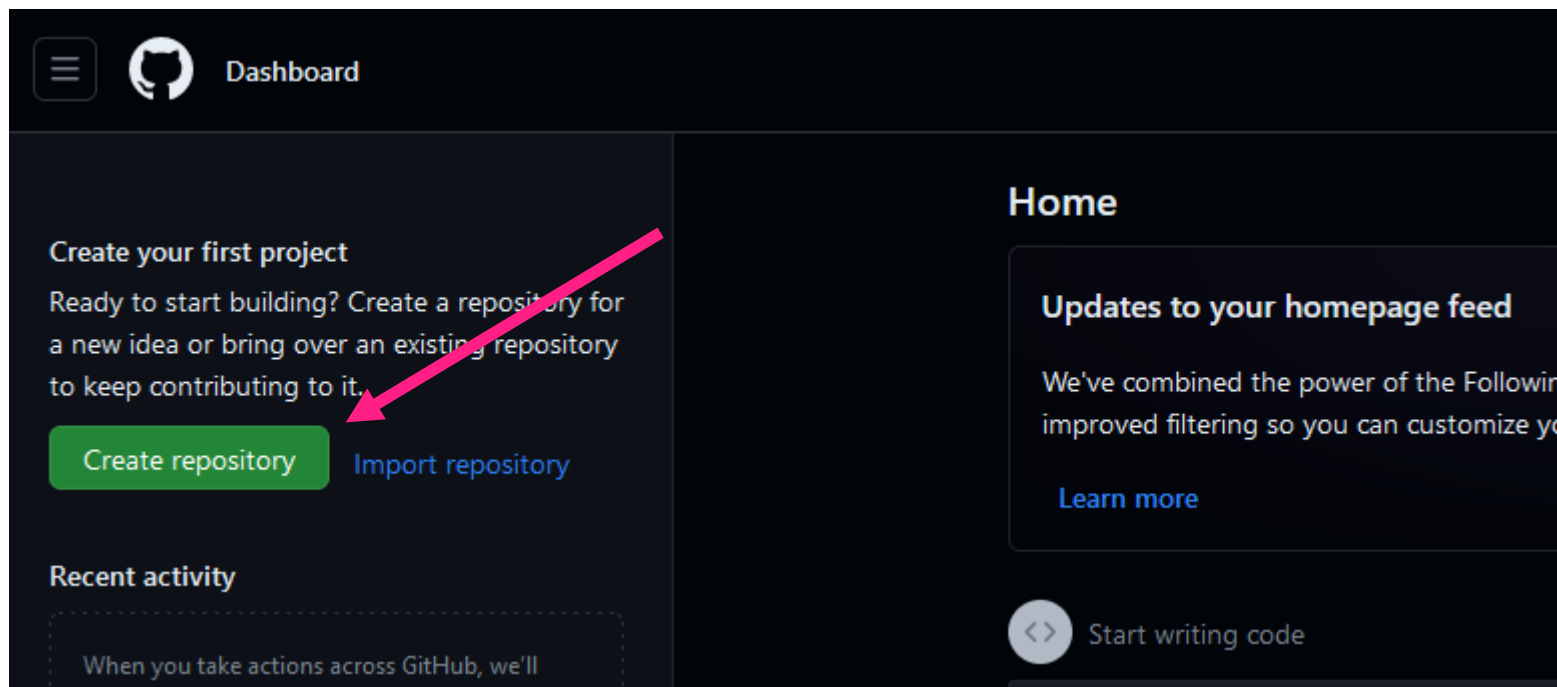 Dashboard
Create your first project
Ready to start building? Create a repository for
a new idea or bring over an existing repository
to keep contributing to it.
Create repository
Import repository
Recent activity
When you take actions across GitHub, we'll
Home
Updates to your homepage feed
We've combined the power of the
improved filtering so you can customize
Learn more
<> Start writing code